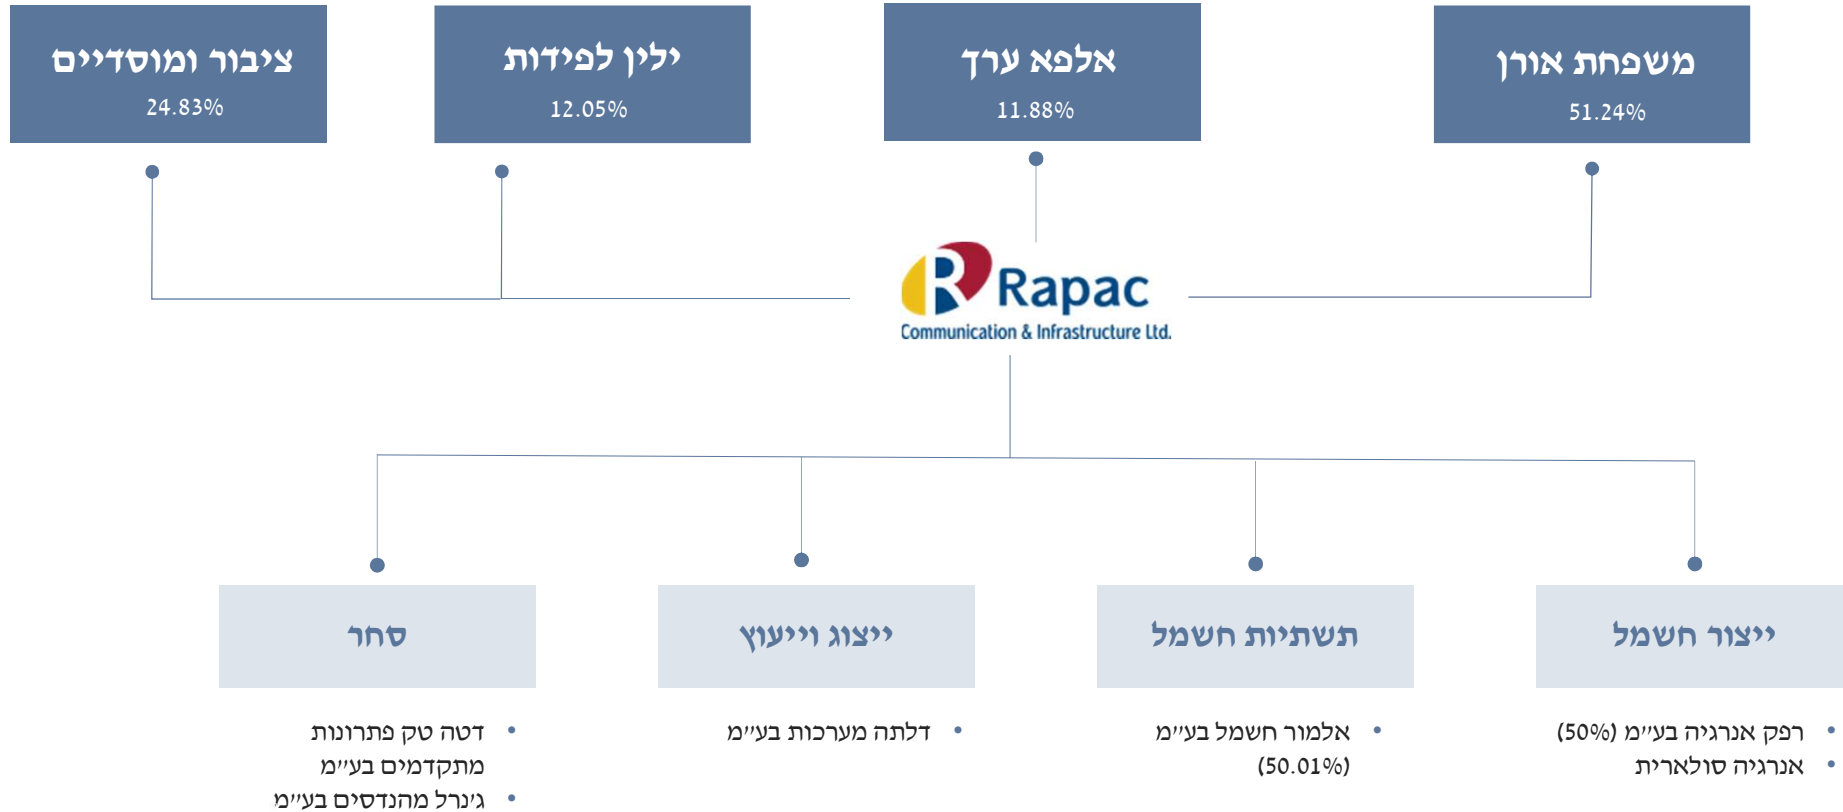 משפחת אורן
51.24%
אלפא ערך
11.88%
ילין לפידות
12.05%
ציבור ומוסדיים
24.83%
Rapac
Communication & Infrastructure Ltd.
ייצור חשמל
• רפק אנרגיה בע״מ (50%)
• אנרגיה סולארית
תשתיות חשמל
• אלמור חשמל בע״מ
(50.01%)
ייצוג וייעוץ
• דלתה מערכות בע״מ
סחר
• דטה טק פתרונות
מתקדמים בע״מ
• ג׳נרל מהנדסים בע״מ